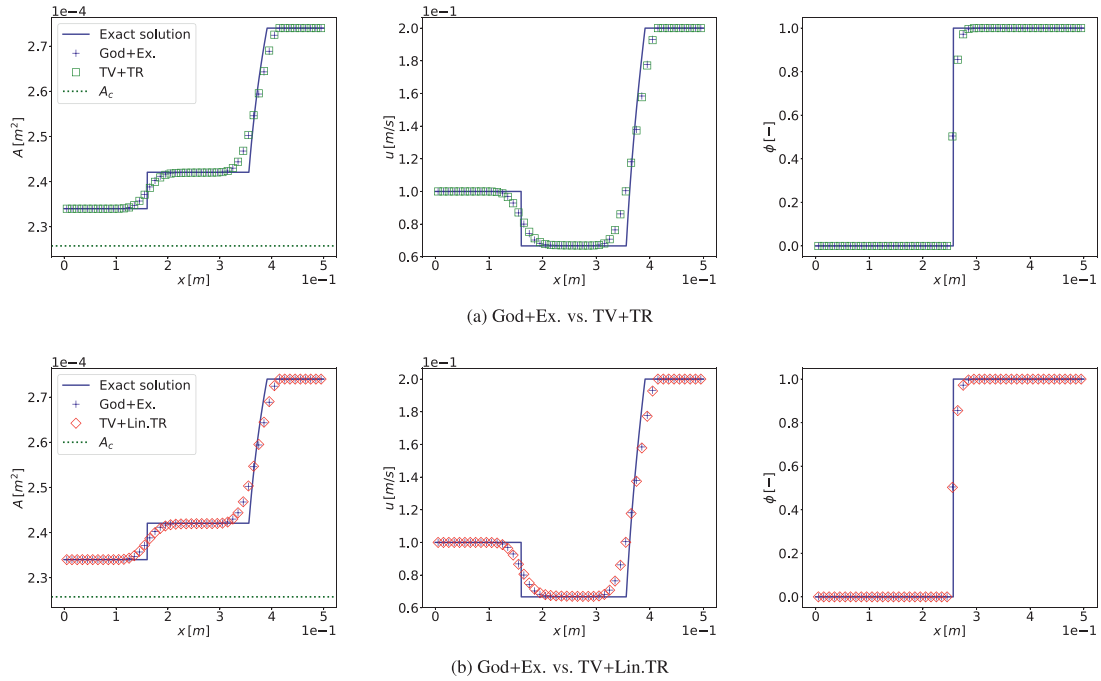 1e−4
2.7
2.6
2.5
2.4
2.3
A [m²]
Exact solution
God+Ex.
TV+TR
A_c
0 1 2 3 4 5
x [m]
1e−1
1e−1
2.0
1.8
1.6
1.4
1.2
1.0
0.8
0.6
u [m/s]
0 1 2 3 4 5
x [m]
1e−1
1.0
0.8
0.6
0.4
0.2
0.0
ϕ [−]
0 1 2 3 4 5
x [m]
1e−1
(a) God+Ex. vs. TV+TR
1e−4
2.7
2.6
2.5
2.4
2.3
A [m²]
Exact solution
God+Ex.
TV+Lin.TR
A_c
0 1 2 3 4 5
x [m]
1e−1
1e−1
2.0
1.8
1.6
1.4
1.2
1.0
0.8
0.6
u [m/s]
0 1 2 3 4 5
x [m]
1e−1
1.0
0.8
0.6
0.4
0.2
0.0
ϕ [−]
0 1 2 3 4 5
x [m]
1e−1
(b) God+Ex. vs. TV+Lin.TR